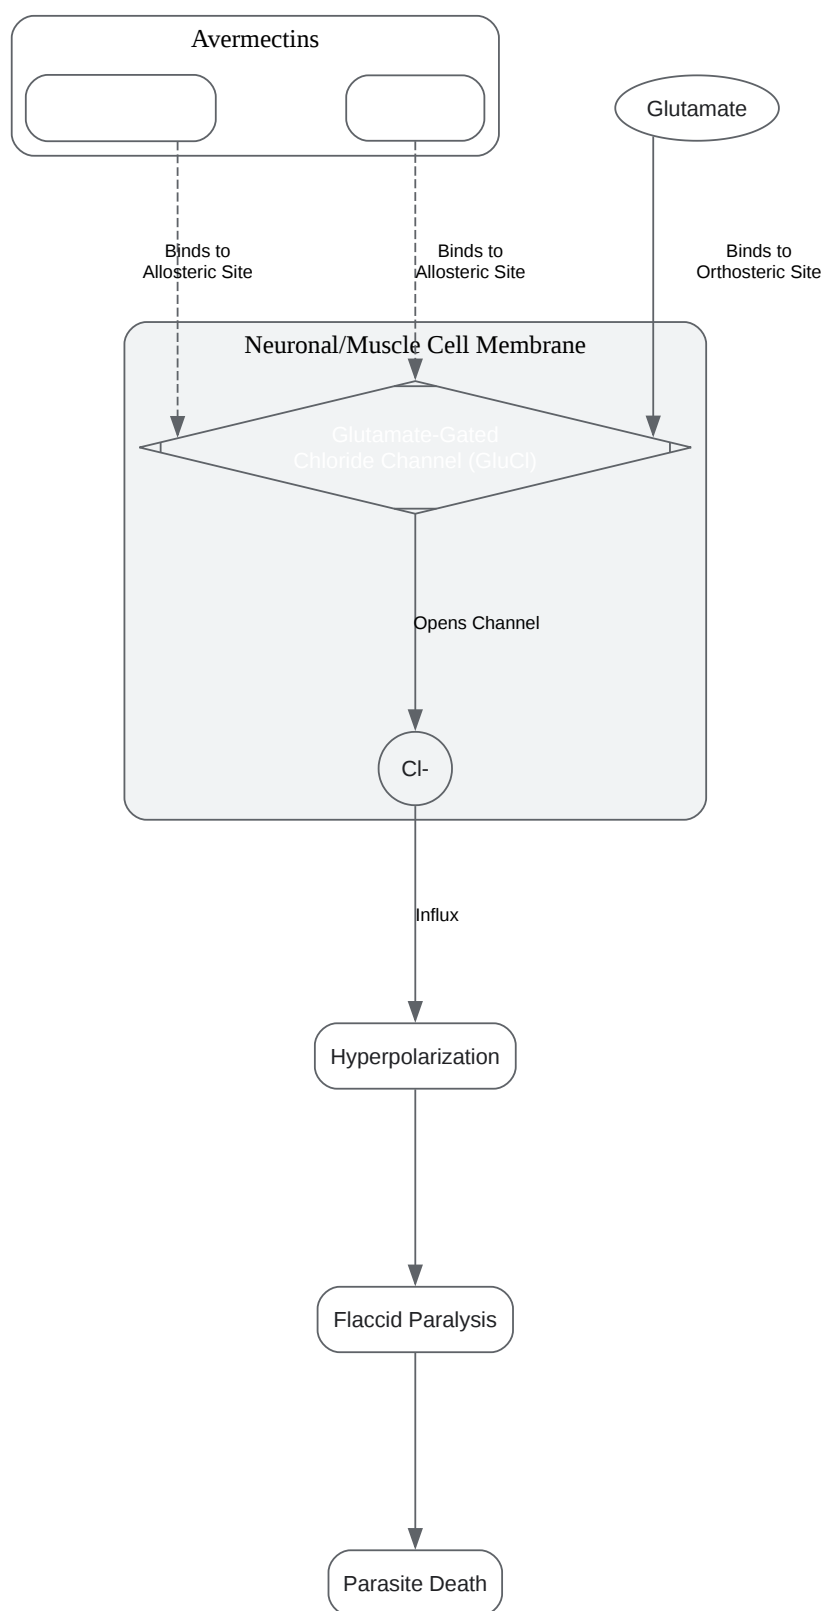 Avermectins
Glutamate
Binds to
Allosteric Site
Binds to
Allosteric Site
Binds to
Orthosteric Site
Neuronal/Muscle Cell Membrane
Glutamate-Gated
Chloride Channel (GluCl)
Opens Channel
Cl-
Influx
Hyperpolarization
Flaccid Paralysis
Parasite Death